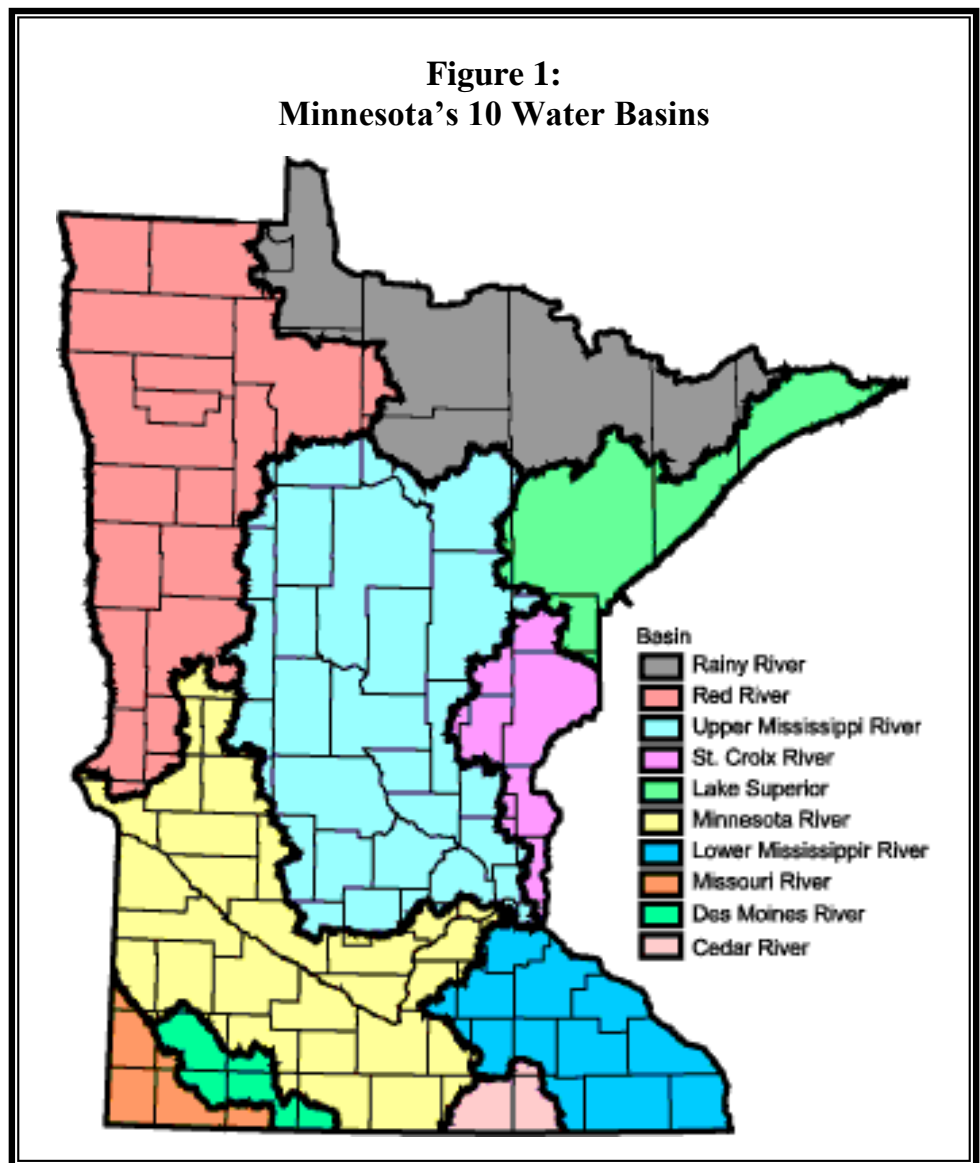 Figure 1:
Minnesota’s 10 Water Basins
Basin
Rainy River
Red River
Upper Mississippi River
St. Croix River
Lake Superior
Minnesota River
Lower Mississippir River
Missouri River
Des Moines River
Cedar River